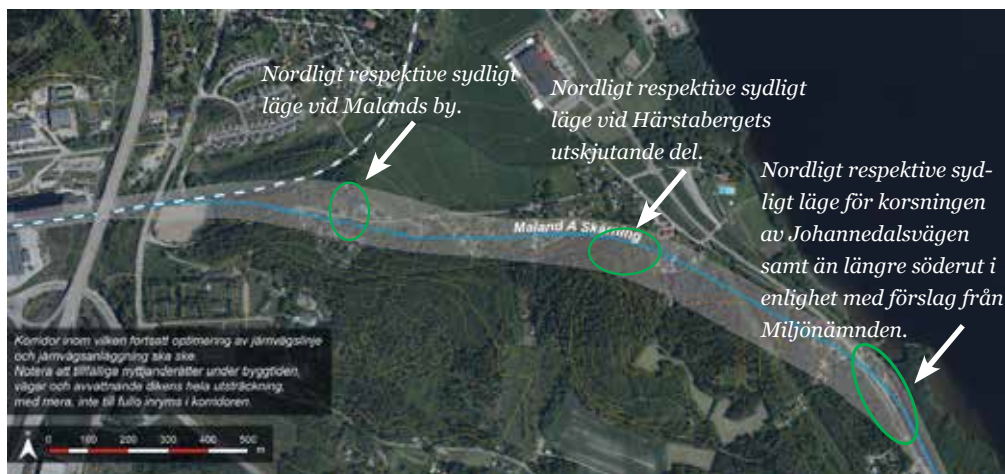 Nordligt respektive sydligt
läge vid Malands by.
Nordligt respektive sydligt
läge vid Härstabergets
utskjutande del.
Nordligt respektive syd-
ligt läge för korsningen
av Johannedalsvägen
samt än längre söderut i
enlighet med förslag från
Miljönämnden.
Maland A Skärning
Korridor inom vilken fortsatt optimering av järnvägslinje
och järnvägsanläggning ska ske.
Notera att tillfälliga nyttjanderätter under byggtiden,
vägar och avvattnande dikens hela utsträckning,
med mera, inte till fullo inryms i korridoren.
0 100 200 300 400 500
m